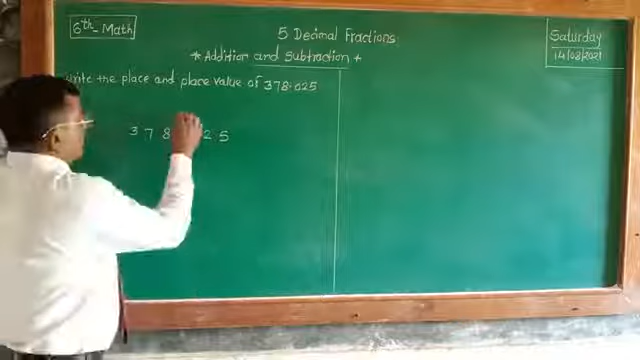 6th - Math
5 Decimal Fractions
Saturday
14/08/2021
* Addition and Subtraction +
Write the place and place value of 378.025
3 7 8 2 5